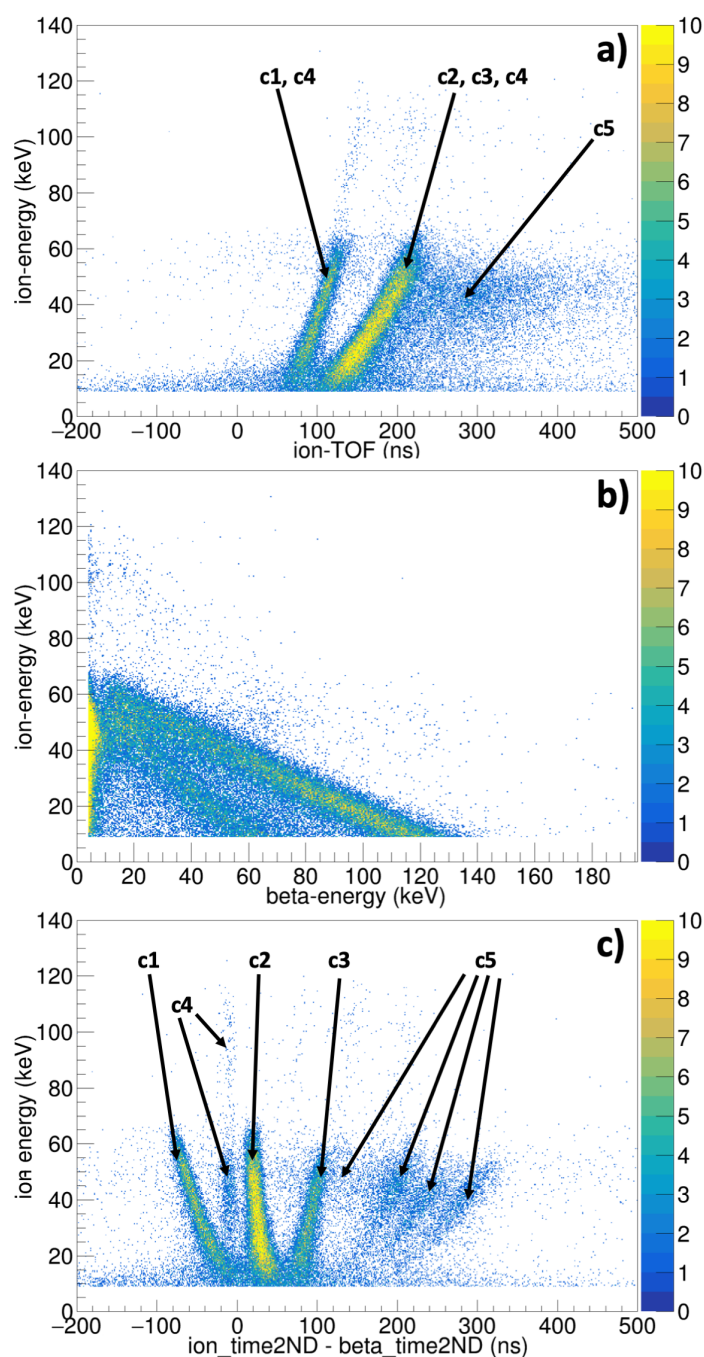 a)
140
120
100
80
60
40
20
0
ion-energy (keV)
c1, c4
c2, c3, c4
c5
−200 −100 0 100 200 300 400 500
ion-TOF (ns)
10
9
8
7
6
5
4
3
2
1
0
b)
140
120
100
80
60
40
20
0
ion-energy (keV)
0 20 40 60 80 100 120 140 160 180
beta-energy (keV)
10
9
8
7
6
5
4
3
2
1
0
c)
140
120
100
80
60
40
20
0
ion energy (keV)
c1
c4
c2
c3
c5
−200 −100 0 100 200 300 400 500
ion_time2ND - beta_time2ND (ns)
10
9
8
7
6
5
4
3
2
1
0